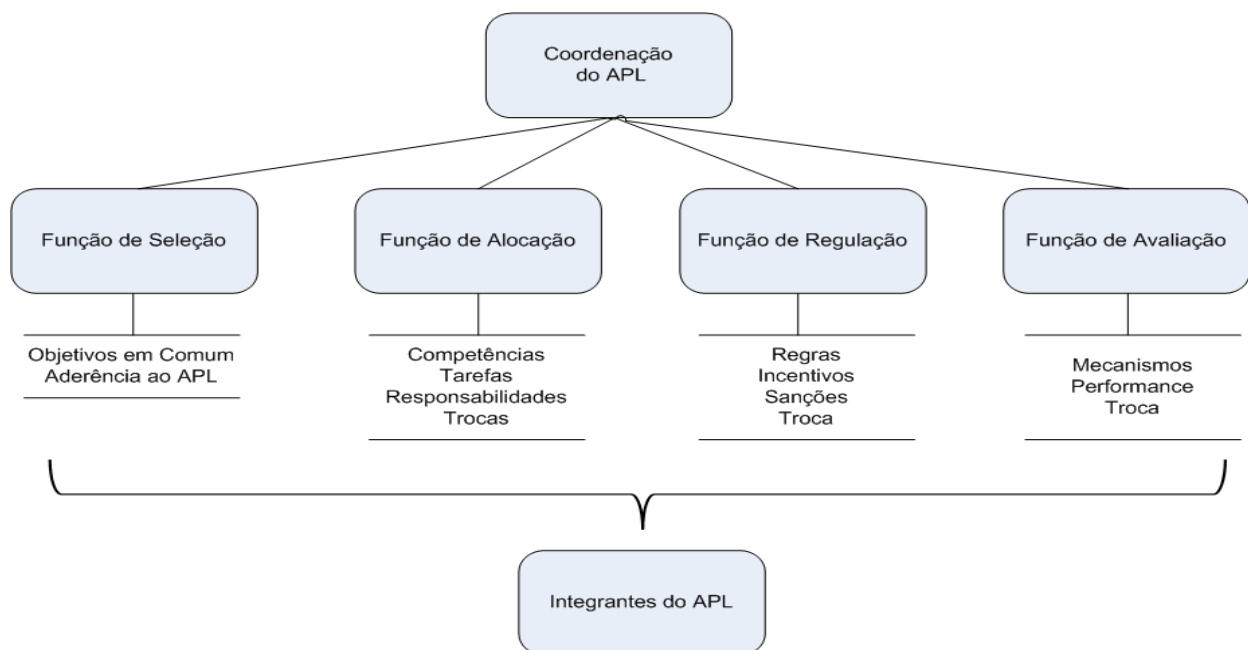 Coordenação
do APL
Função de Seleção
Função de Alocação
Função de Regulação
Função de Avaliação
Objetivos em Comum
Aderência ao APL
Competências
Tarefas
Responsabilidades
Trocas
Regras
Incentivos
Sanções
Troca
Mecanismos
Performance
Troca
Integrantes do APL